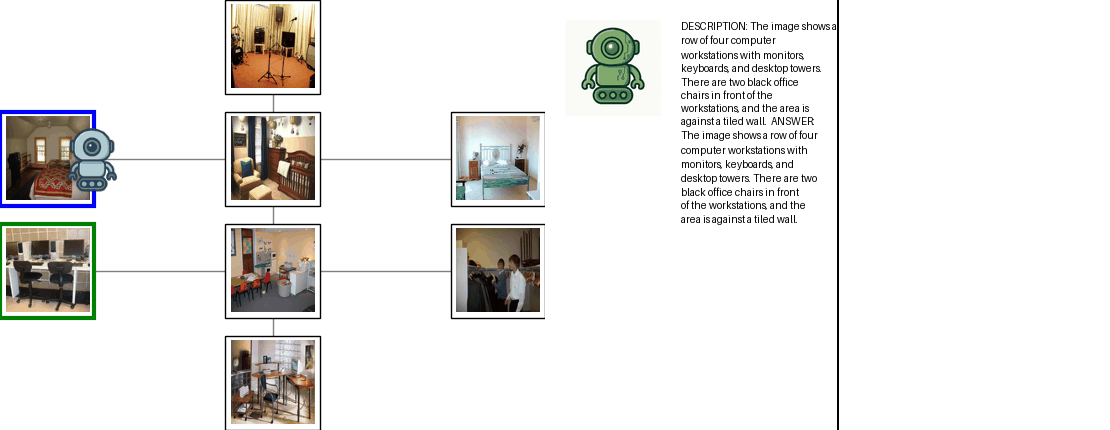 DESCRIPTION: The image shows a
row of four computer
workstations with monitors,
keyboards, and desktop towers.
There are two black office
chairs in front of the
workstations, and the area is
against a tiled wall. ANSWER:
The image shows a row of four
computer workstations with
monitors, keyboards, and
desktop towers. There are two
black office chairs in front
of the workstations, and the
area is against a tiled wall.